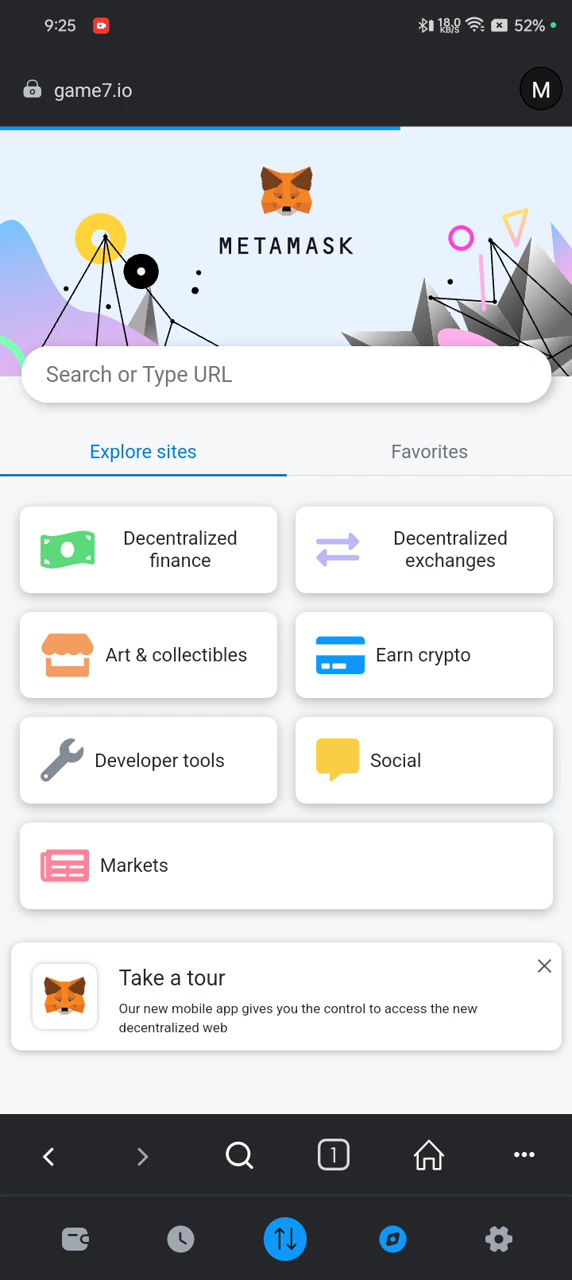 9:25
18.0
KB/S
52%
game7.io
M
METAMASK
Search or Type URL
Explore sites
Favorites
Decentralized
finance
Decentralized
exchanges
Art & collectibles
Earn crypto
Developer tools
Social
Markets
Take a tour
Our new mobile app gives you the control to access the new
decentralized web
1